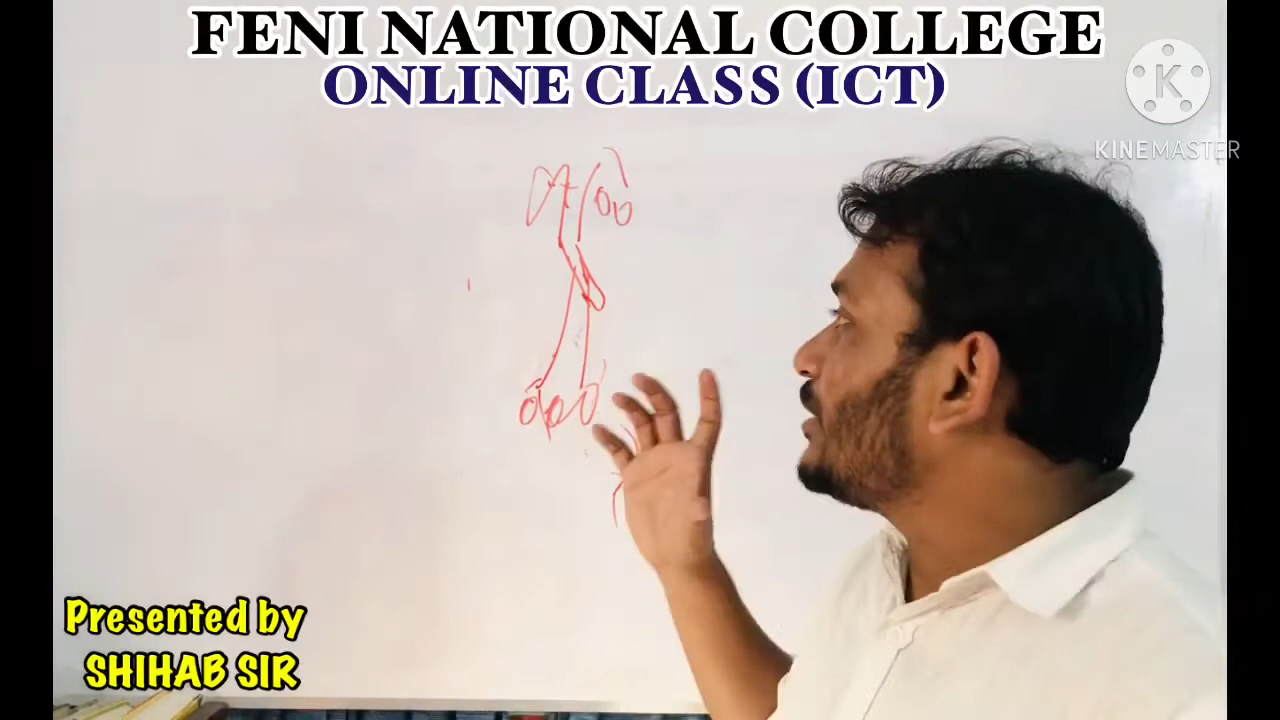 FENI NATIONAL COLLEGE
ONLINE CLASS (ICT)
K
KINEMASTER
Presented by
SHIHAB SIR